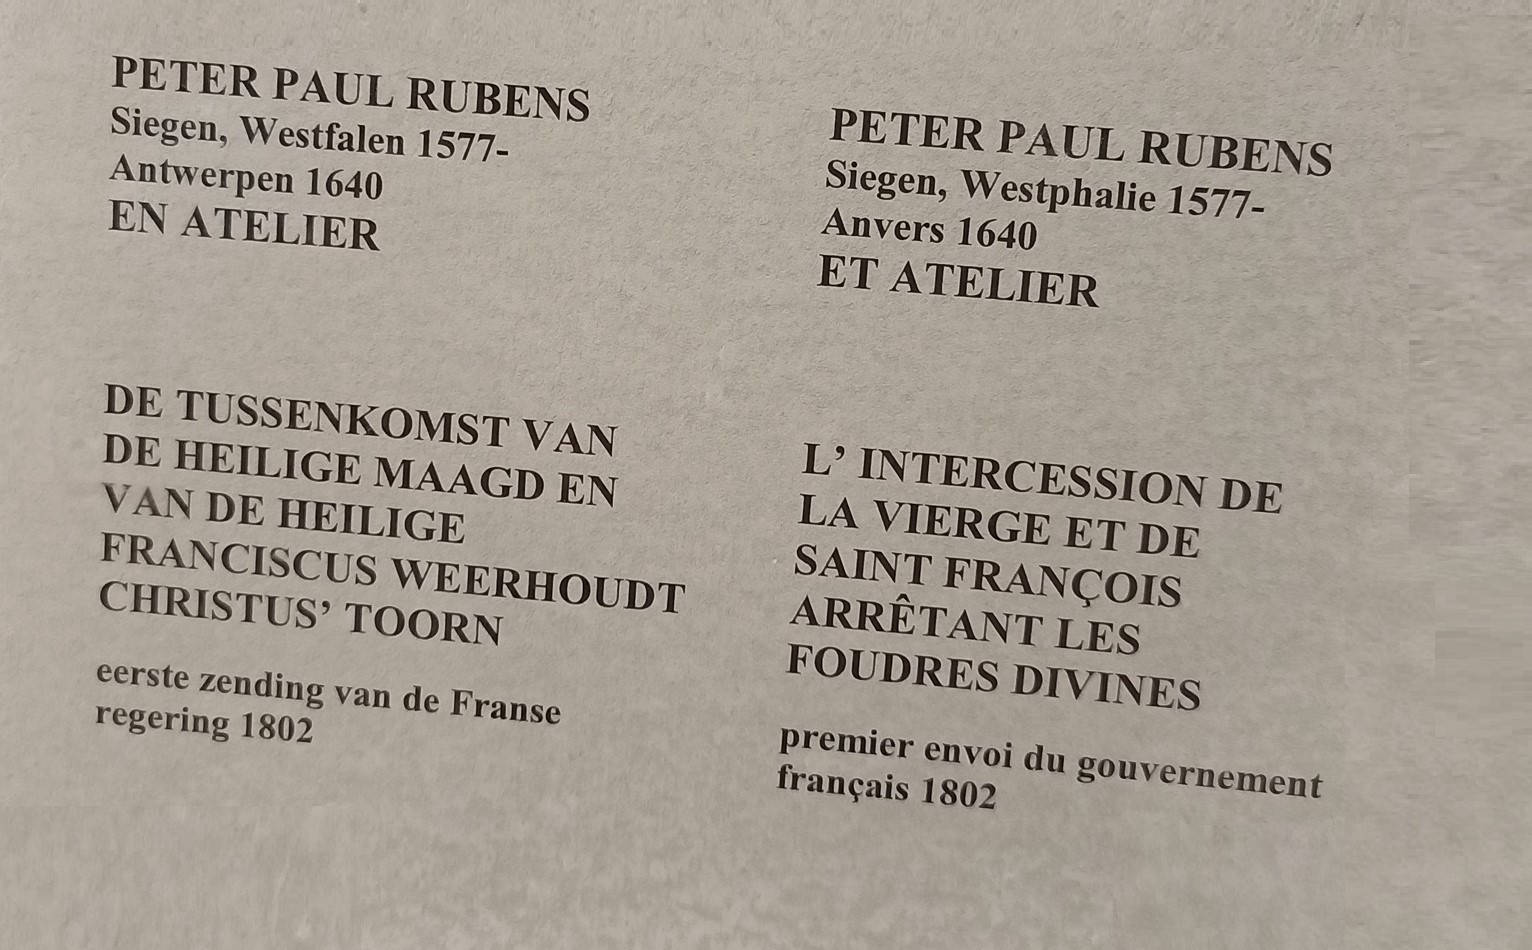 PETER PAUL RUBENS
Siegen, Westfalen 1577-
Antwerpen 1640
EN ATELIER
DE TUSSENKOMST VAN
DE HEILIGE MAAGD EN
VAN DE HEILIGE
FRANCISCUS WEERHOUDT
CHRISTUS’ TOORN
eerste zending van de Franse
regering 1802
PETER PAUL RUBENS
Siegen, Westphalie 1577-
Anvers 1640
ET ATELIER
L’ INTERCESSION DE
LA VIERGE ET DE
SAINT FRANÇOIS
ARRÊTANT LES
FOUDRES DIVINES
premier envoi du gouvernement
français 1802